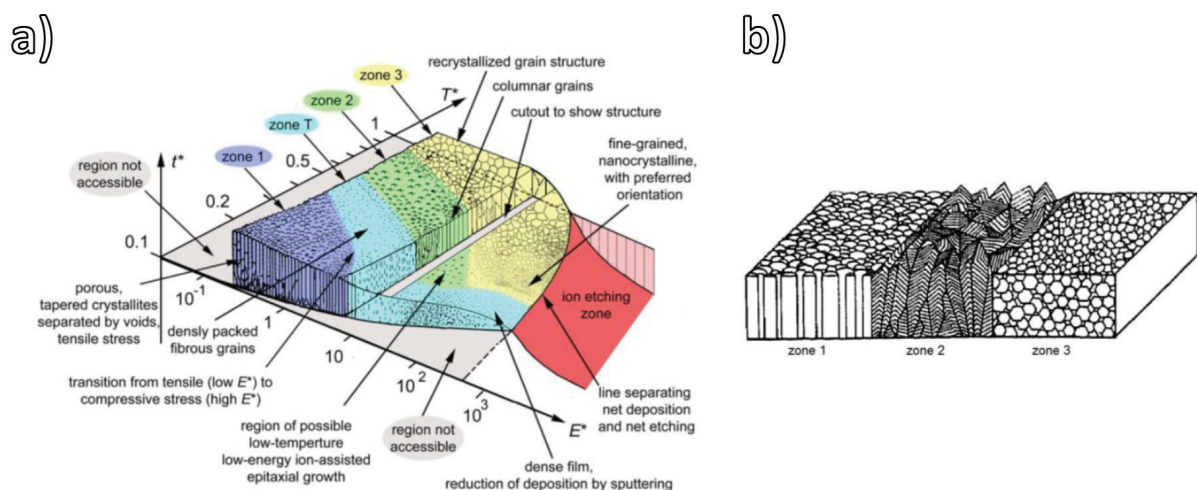 a)
b)
zone 3
zone 2
zone T
zone 1
recrystallized grain structure
columnar grains
cutout to show structure
fine-grained,
nanocrystalline,
with preferred
orientation
region not
accessible
t*
T*
1
0.5
0.2
0.1
10-1
1
10
10²
10³
E*
porous,
tapered crystallites
separated by voids,
tensile stress
densly packed
fibrous grains
transition from tensile (low E*) to
compressive stress (high E*)
region of possible
low-temperture
low-energy ion-assisted
epitaxial growth
region not
accessible
ion etching
zone
line separating
net deposition
and net etching
dense film,
reduction of deposition by sputtering
zone 1
zone 2
zone 3